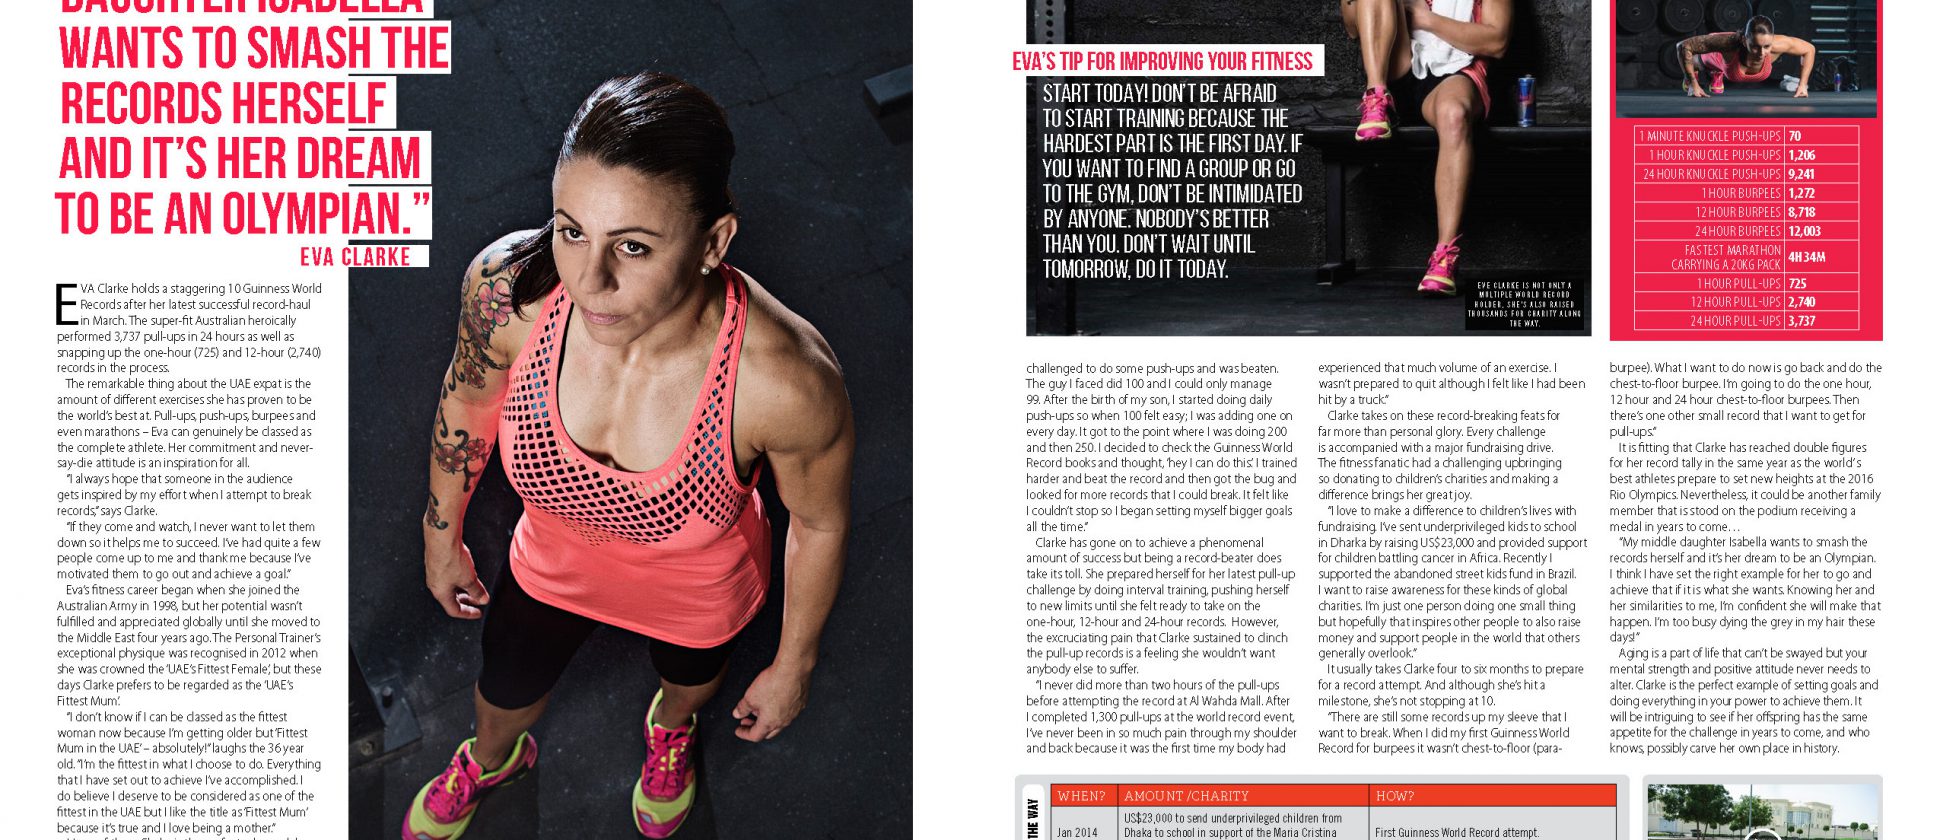 DAUGHTER ISABELLA
WANTS TO SMASH THE
RECORDS HERSELF
AND IT'S HER DREAM
TO BE AN OLYMPIAN."
EVA CLARKE
EVA Clarke holds a staggering 10 Guinness World
Records after her latest successful record-haul
in March. The super-fit Australian heroically
performed 3,737 pull-ups in 24 hours as well as
snapping up the one-hour (725) and 12-hour (2,740)
records in the process.
The remarkable thing about the UAE expat is the
amount of different exercises she has proven to be
the world's best at. Pull-ups, push-ups, burpees and
even marathons – Eva can genuinely be classed as
the complete athlete. Her commitment and never-
say-die attitude is an inspiration for all.
"I always hope that someone in the audience
gets inspired by my effort when I attempt to break
records," says Clarke.
"If they come and watch, I never want to let them
down so it helps me to succeed. I've had quite a few
people come up to me and thank me because I've
motivated them to go out and achieve a goal."
Eva's fitness career began when she joined the
Australian Army in 1998, but her potential wasn't
fulfilled and appreciated globally until she moved to
the Middle East four years ago. The Personal Trainer's
exceptional physique was recognised in 2012 when
she was crowned the 'UAE's Fittest Female', but these
days Clarke prefers to be regarded as the 'UAE's
Fittest Mum'.
"I don't know if I can be classed as the fittest
woman now because I'm getting older but 'Fittest
Mum in the UAE' – absolutely!" laughs the 36 year
old. "I'm the fittest in what I choose to do. Everything
that I have set out to achieve I've accomplished. I
do believe I deserve to be considered as one of the
fittest in the UAE but I like the title as 'Fittest Mum'
because it's true and I love being a mother."
EVA'S TIP FOR IMPROVING YOUR FITNESS
START TODAY! DON'T BE AFRAID
TO START TRAINING BECAUSE THE
HARDEST PART IS THE FIRST DAY. IF
YOU WANT TO FIND A GROUP OR GO
TO THE GYM, DON'T BE INTIMIDATED
BY ANYONE. NOBODY'S BETTER
THAN YOU. DON'T WAIT UNTIL
TOMORROW, DO IT TODAY.
EVE CLARKE IS NOT ONLY A
MULTIPLE WORLD RECORD
HOLDER, SHE'S ALSO RAISED
THOUSANDS FOR CHARITY ALONG
THE WAY.
1 MINUTE KNUCKLE PUSH-UPS 70
1 HOUR KNUCKLE PUSH-UPS 1,206
24 HOUR KNUCKLE PUSH-UPS 9,241
1 HOUR BURPEES 1,272
12 HOUR BURPEES 8,718
24 HOUR BURPEES 12,003
FASTEST MARATHON
CARRYING A 20KG PACK 4H 34M
1 HOUR PULL-UPS 725
12 HOUR PULL-UPS 2,740
24 HOUR PULL-UPS 3,737
challenged to do some push-ups and was beaten.
The guy I faced did 100 and I could only manage
99. After the birth of my son, I started doing daily
push-ups so when 100 felt easy; I was adding one on
every day. It got to the point where I was doing 200
and then 250. I decided to check the Guinness World
Record books and thought, 'hey I can do this'. I trained
harder and beat the record and then got the bug and
looked for more records that I could break. It felt like
I couldn't stop so I began setting myself bigger goals
all the time."
Clarke has gone on to achieve a phenomenal
amount of success but being a record-beater does
take its toll. She prepared herself for her latest pull-up
challenge by doing interval training, pushing herself
to new limits until she felt ready to take on the
one-hour, 12-hour and 24-hour records. However,
the excruciating pain that Clarke sustained to clinch
the pull-up records is a feeling she wouldn't want
anybody else to suffer.
"I never did more than two hours of the pull-ups
before attempting the record at Al Wahda Mall. After
I completed 1,300 pull-ups at the world record event,
I've never been in so much pain through my shoulder
and back because it was the first time my body had
experienced that much volume of an exercise. I
wasn't prepared to quit although I felt like I had been
hit by a truck."
Clarke takes on these record-breaking feats for
far more than personal glory. Every challenge
is accompanied with a major fundraising drive.
The fitness fanatic had a challenging upbringing
so donating to children's charities and making a
difference brings her great joy.
"I love to make a difference to children's lives with
fundraising. I've sent underprivileged kids to school
in Dharka by raising US$23,000 and provided support
for children battling cancer in Africa. Recently I
supported the abandoned street kids fund in Brazil.
I want to raise awareness for these kinds of global
charities. I'm just one person doing one small thing
but hopefully that inspires other people to also raise
money and support people in the world that others
generally overlook."
It usually takes Clarke four to six months to prepare
for a record attempt. And although she's hit a
milestone, she's not stopping at 10.
"There are still some records up my sleeve that I
want to break. When I did my first Guinness World
Record for burpees it wasn't chest-to-floor (para-
burpee). What I want to do now is go back and do the
chest-to-floor burpee. I'm going to do the one hour,
12 hour and 24 hour chest-to-floor burpees. Then
there's one other small record that I want to get for
pull-ups."
It is fitting that Clarke has reached double figures
for her record tally in the same year as the world's
best athletes prepare to set new heights at the 2016
Rio Olympics. Nevertheless, it could be another family
member that is stood on the podium receiving a
medal in years to come...
"My middle daughter Isabella wants to smash the
records herself and it's her dream to be an Olympian.
I think I have set the right example for her to go and
achieve that if it is what she wants. Knowing her and
her similarities to me, I'm confident she will make that
happen. I'm too busy dying the grey in my hair these
days!"
Aging is a part of life that can't be swayed but your
mental strength and positive attitude never needs to
alter. Clarke is the perfect example of setting goals and
doing everything in your power to achieve them. It
will be intriguing to see if her offspring has the same
appetite for the challenge in years to come, and who
knows, possibly carve her own place in history.
THE WAY
WHEN? AMOUNT/CHARITY HOW?
US$23,000 to send underprivileged children from
Jan 2014 Dhaka to school in support of the Maria Cristina First Guinness World Record attempt.